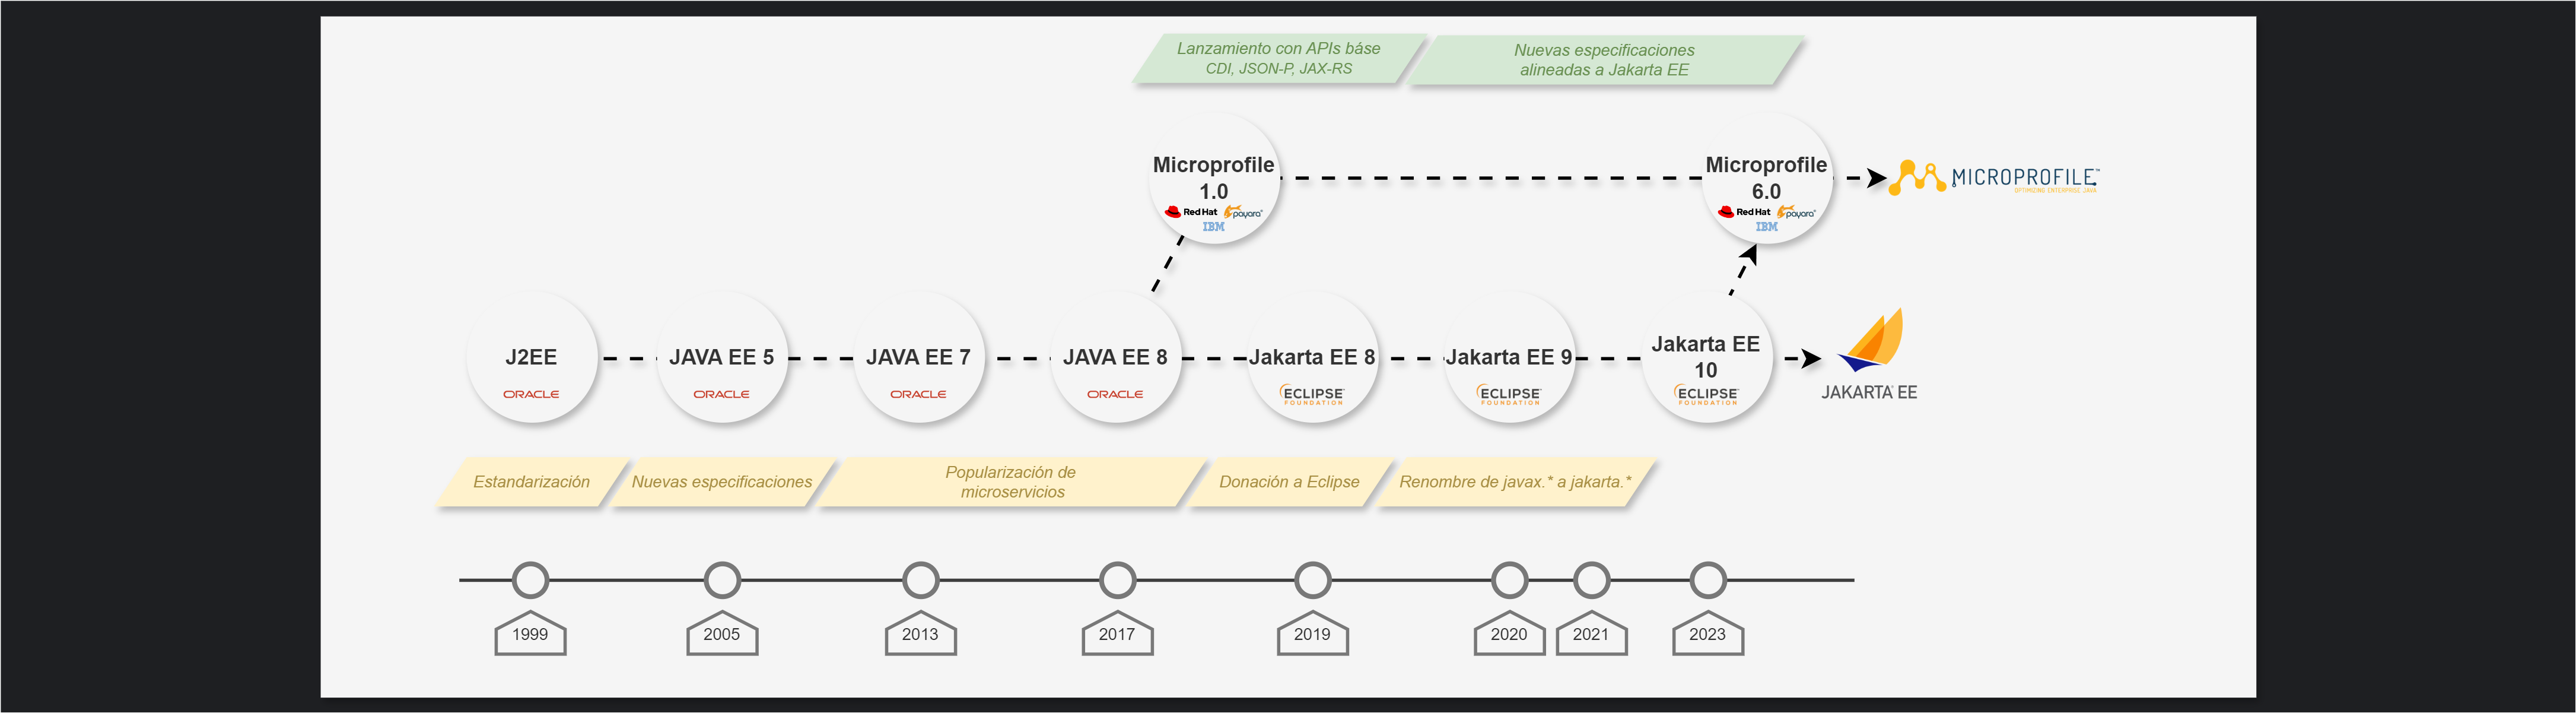 Lanzamiento con APIs báse
CDI, JSON-P, JAX-RS
Nuevas especificaciones
alineadas a Jakarta EE
Microprofile
1.0
Red Hat
payara®
IBM
Microprofile
6.0
Red Hat
payara®
IBM
MICROPROFILE™
OPTIMIZING ENTERPRISE JAVA
J2EE
ORACLE
JAVA EE 5
ORACLE
JAVA EE 7
ORACLE
JAVA EE 8
ORACLE
Jakarta EE 8
ECLIPSE™
FOUNDATION
Jakarta EE 9
ECLIPSE™
FOUNDATION
Jakarta EE
10
ECLIPSE™
FOUNDATION
JAKARTA® EE
Estandarización
Nuevas especificaciones
Popularización de
microservicios
Donación a Eclipse
Renombre de javax.* a jakarta.*
1999
2005
2013
2017
2019
2020
2021
2023